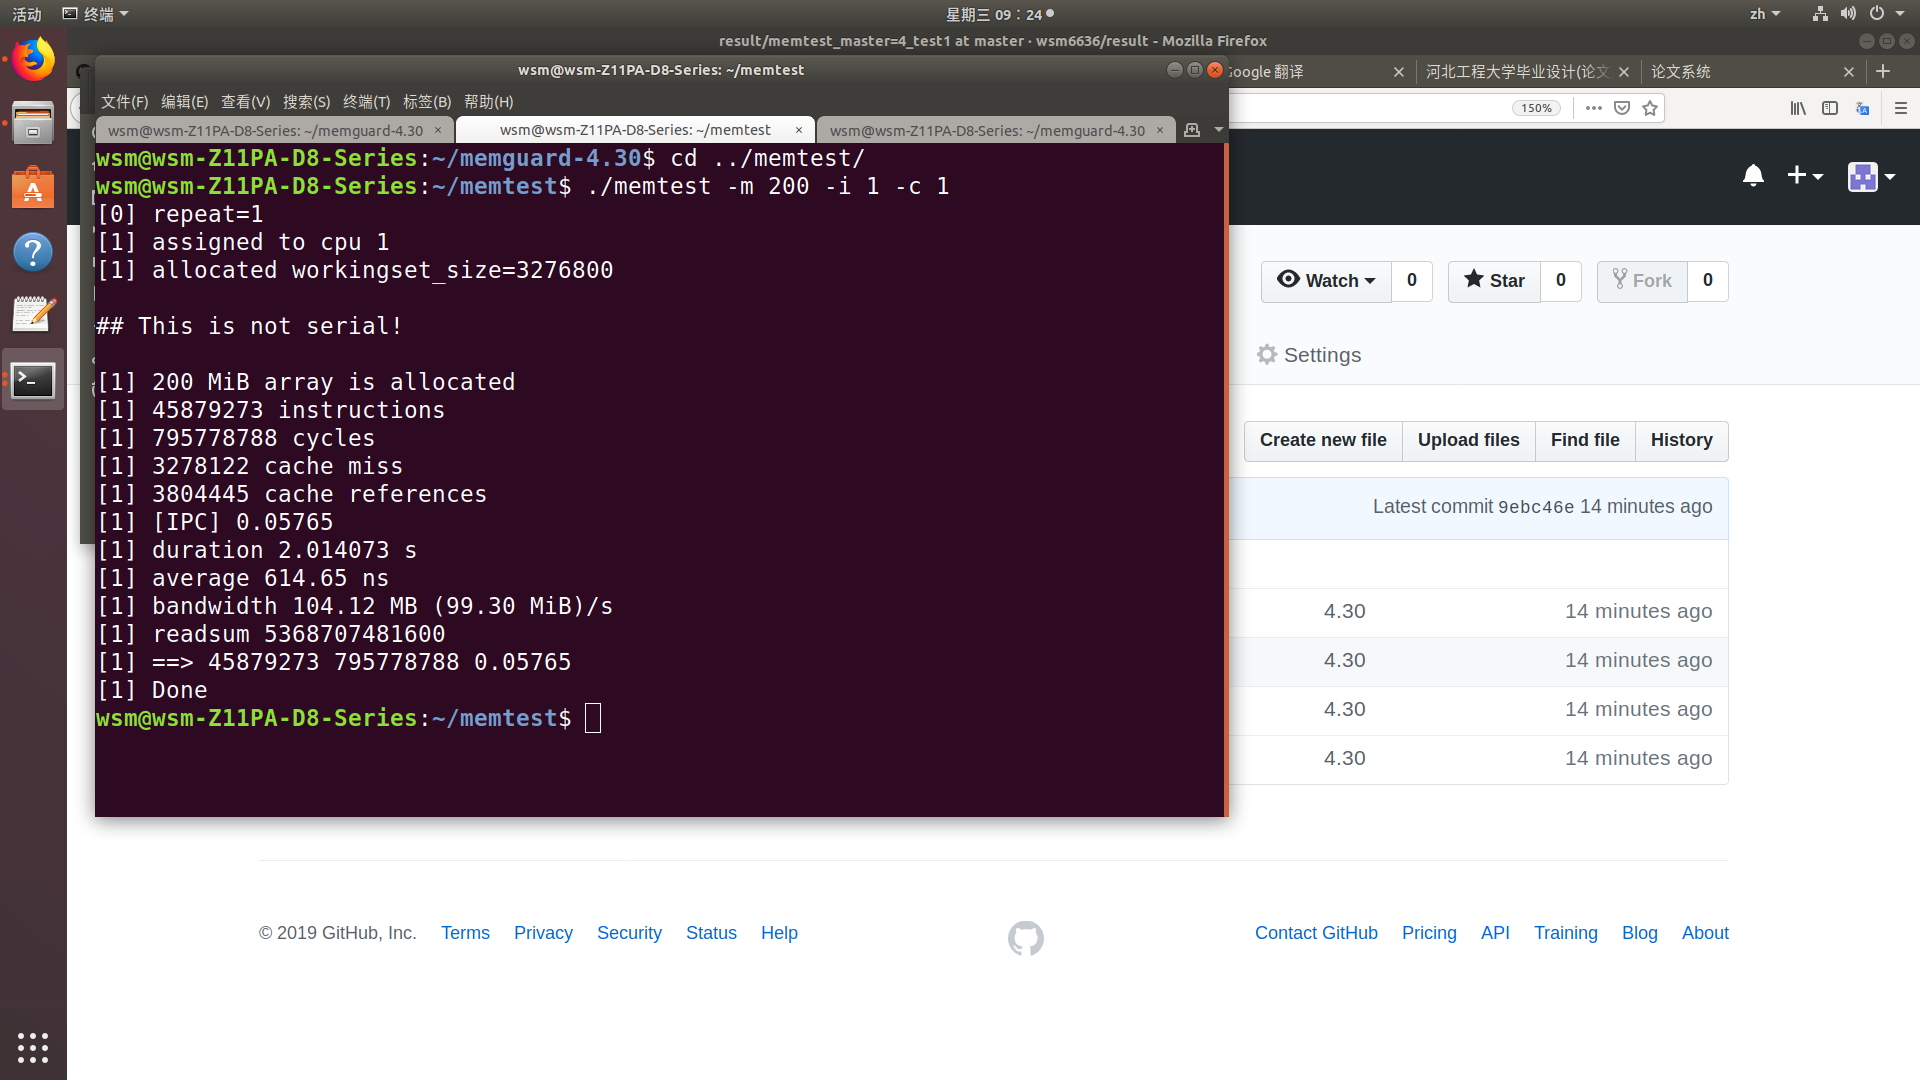 活动 终端 星期三 09：24 zh
result/memtest_master=4_test1 at master · wsm6636/result - Mozilla Firefox
wsm@wsm-Z11PA-D8-Series: ~/memtest
Google 翻译 河北工程大学毕业设计(论文 论文系统
文件(F) 编辑(E) 查看(V) 搜索(S) 终端(T) 标签(B) 帮助(H)
150%
wsm@wsm-Z11PA-D8-Series: ~/memguard-4.30 wsm@wsm-Z11PA-D8-Series: ~/memtest wsm@wsm-Z11PA-D8-Series: ~/memguard-4.30
wsm@wsm-Z11PA-D8-Series:~/memguard-4.30$ cd ../memtest/
wsm@wsm-Z11PA-D8-Series:~/memtest$ ./memtest -m 200 -i 1 -c 1
[0] repeat=1
[1] assigned to cpu 1
[1] allocated workingset_size=3276800
## This is not serial!
[1] 200 MiB array is allocated
[1] 45879273 instructions
[1] 795778788 cycles
[1] 3278122 cache miss
[1] 3804445 cache references
[1] [IPC] 0.05765
[1] duration 2.014073 s
[1] average 614.65 ns
[1] bandwidth 104.12 MB (99.30 MiB)/s
[1] readsum 5368707481600
[1] ==> 45879273 795778788 0.05765
[1] Done
wsm@wsm-Z11PA-D8-Series:~/memtest$
Watch 0 Star 0 Fork 0
Settings
Create new file Upload files Find file History
Latest commit 9ebc46e 14 minutes ago
4.30 14 minutes ago
4.30 14 minutes ago
4.30 14 minutes ago
4.30 14 minutes ago
© 2019 GitHub, Inc. Terms Privacy Security Status Help Contact GitHub Pricing API Training Blog About